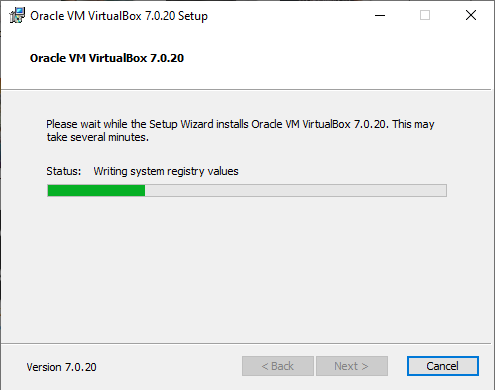 Oracle VM VirtualBox 7.0.20 Setup
Oracle VM VirtualBox 7.0.20
Please wait while the Setup Wizard installs Oracle VM VirtualBox 7.0.20. This may
take several minutes.
Status: Writing system registry values
Version 7.0.20 < Back Next > Cancel